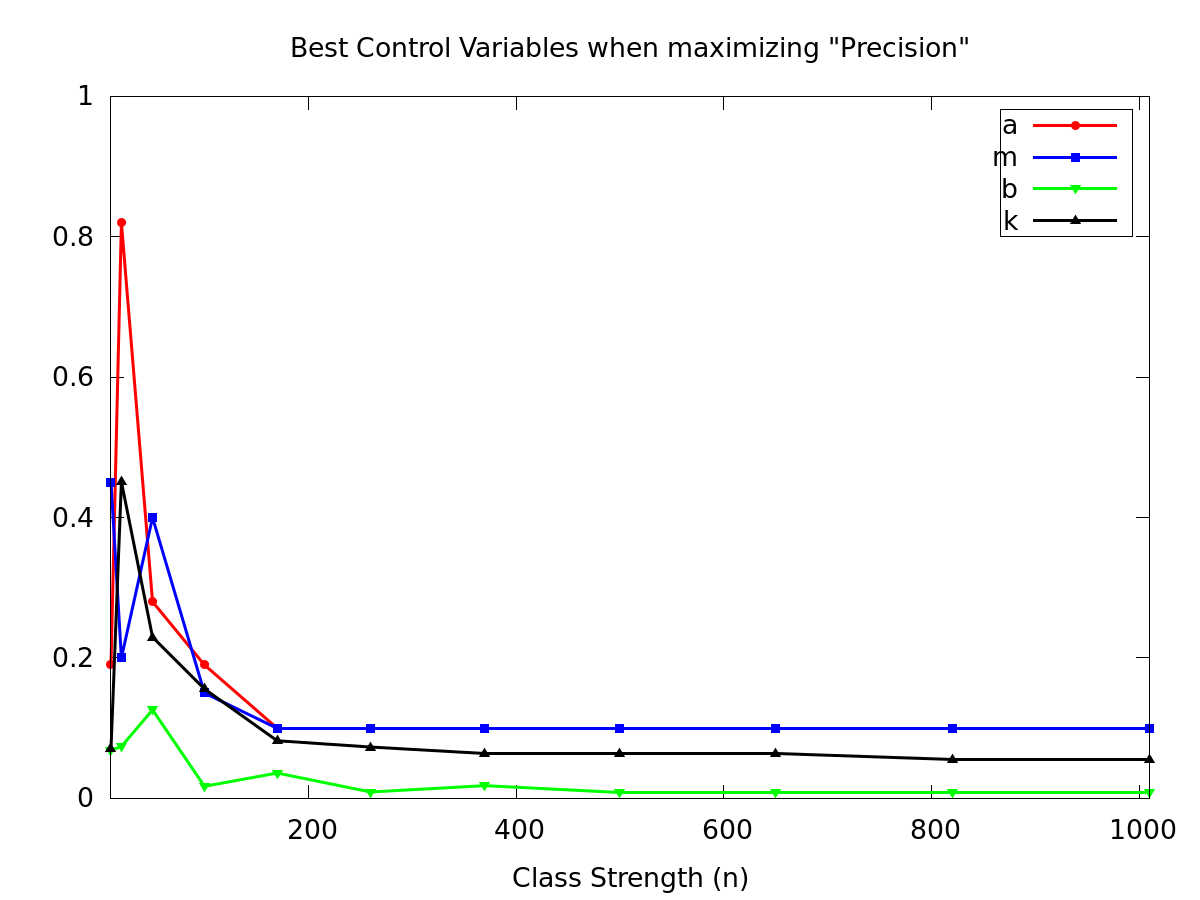 Best Control Variables when maximizing "Precision"
1
0.8
0.6
0.4
0.2
0
a
m
b
k
200 400 600 800 1000
Class Strength (n)